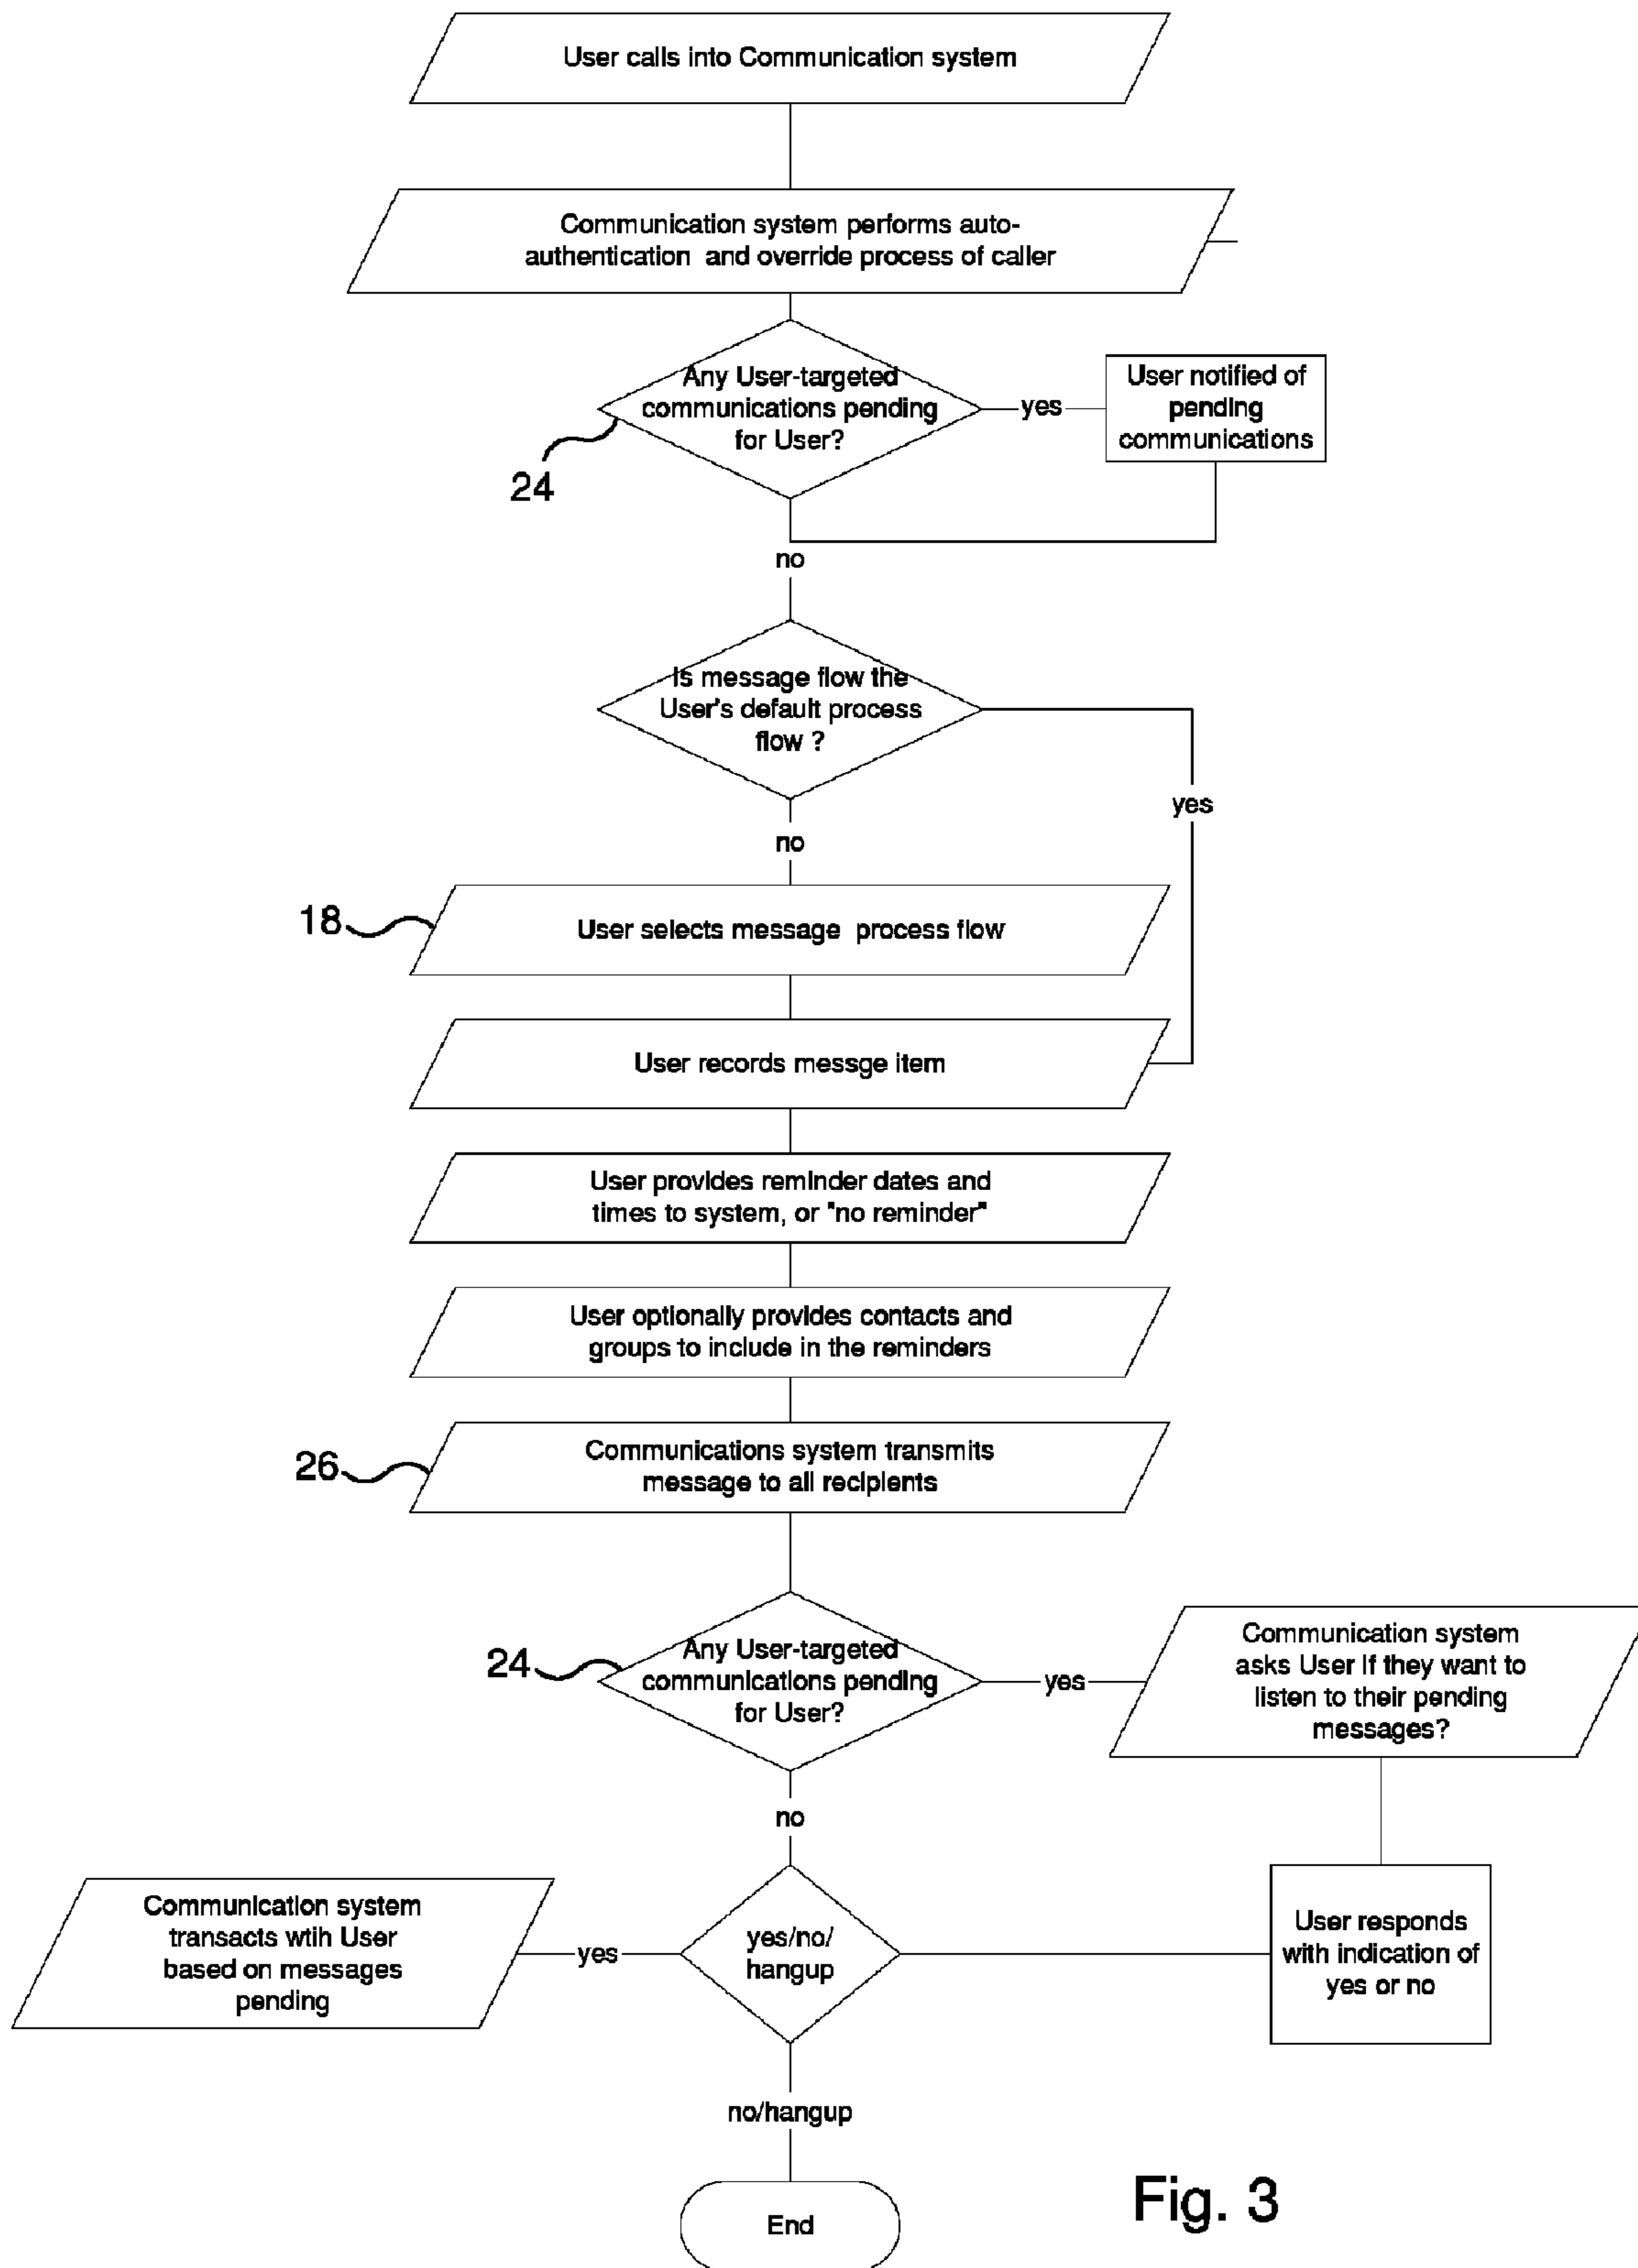 User calls into Communication system
Communication system performs auto-
authentication and override process of caller
Any User-targeted
communications pending
for User?
yes
User notified of
pending
communications
24
no
Is message flow the
User's default process
flow ?
yes
no
18
User selects message process flow
User records messge item
User provides reminder dates and
times to system, or "no reminder"
User optionally provides contacts and
groups to include in the reminders
26
Communications system transmits
message to all recipients
24
Any User-targeted
communications pending
for User?
yes
Communication system
asks User if they want to
listen to their pending
messages?
no
Communication system
transacts wtih User
based on messages
pending
yes
yes/no/
hangup
User responds
with indication of
yes or no
no/hangup
End
Fig. 3